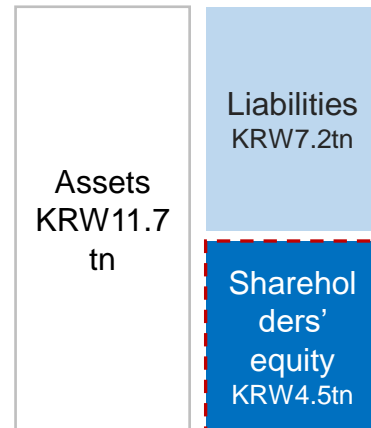 Assets
KRW11.7
tn
Liabilities
KRW7.2tn
Sharehol
ders’
equity
KRW4.5tn